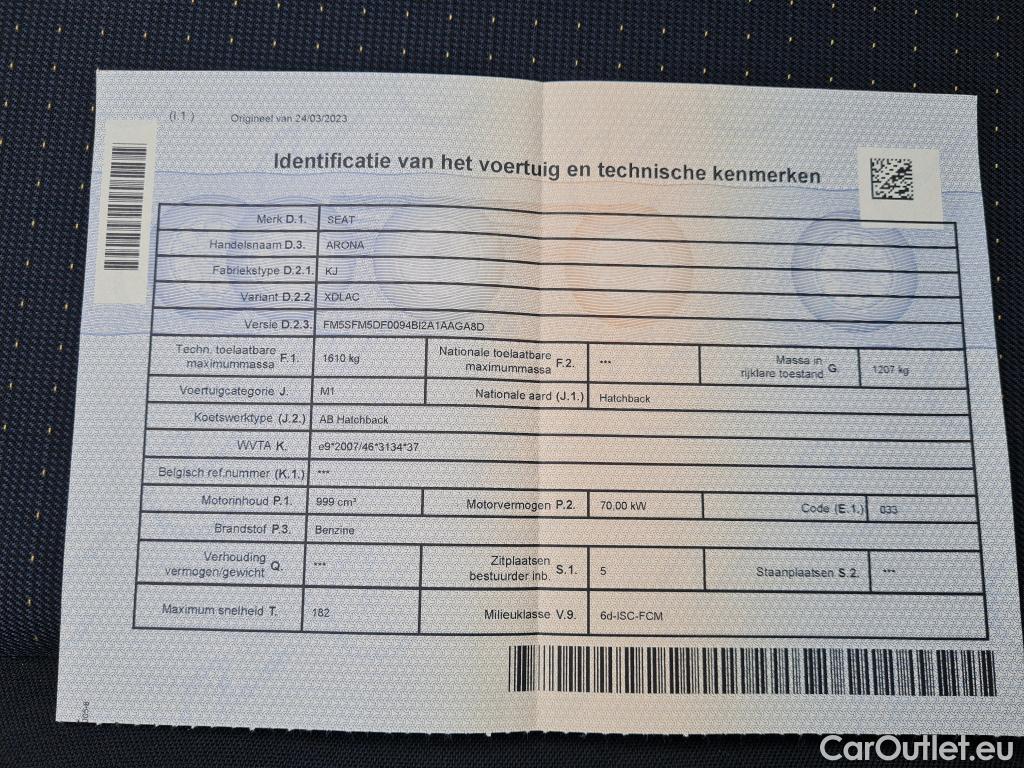 (I.1) Origineel van 24/03/2023
Identificatie van het voertuig en technische kenmerken
Merk D.1. SEAT
Handelsnaam D.3. ARONA
Fabriekstype D.2.1. KJ
Variant D.2.2. XDLAC
Versie D.2.3. FM5SFM5DF0094BI2A1AAGA8D
Techn. toelaatbare maximummassa F.1. 1610 kg Nationale toelaatbare maximummassa F.2. *** Massa in rijklare toestand G. 1207 kg
Voertuigcategorie J. M1 Nationale aard (J.1.) Hatchback
Koetswerktype (J.2.) AB Hatchback
WVTA K. e9*2007/46*3134*37
Belgisch ref.nummer (K.1.) ***
Motorinhoud P.1. 999 cm³ Motorvermogen P.2. 70,00 kW Code (E.1.) 033
Brandstof P.3. Benzine
Verhouding vermogen/gewicht Q. *** Zitplaatsen bestuurder inb. S.1. 5 Staanplaatsen S.2. ***
Maximum snelheid T. 182 Milieuklasse V.9. 6d-ISC-FCM
CarOutlet.eu